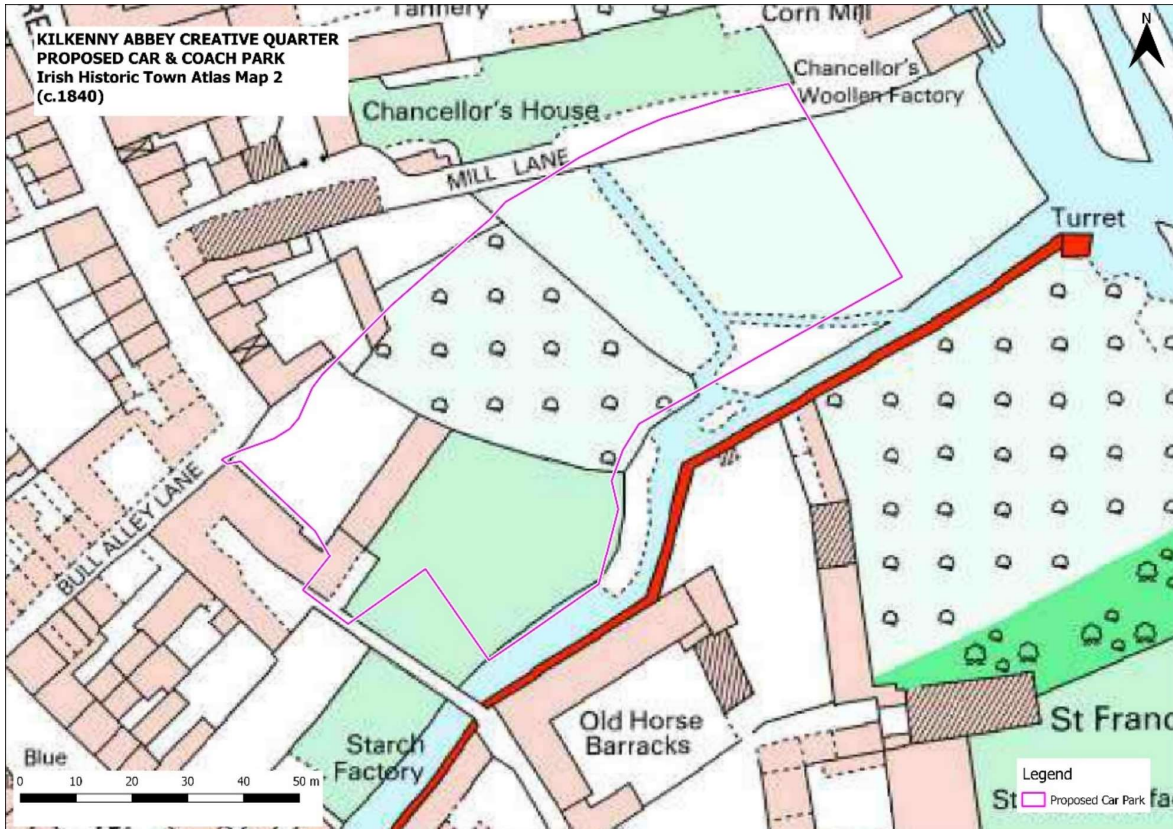 KILKENNY ABBEY CREATIVE QUARTER
PROPOSED CAR & COACH PARK
Irish Historic Town Atlas Map 2
(c.1840)
Tannery
Corn Mill
N
Chancellor's
Woollen Factory
Chancellor's House
MILL LANE
Turret
BULL ALLEY LANE
Old Horse
Barracks
Starch
Factory
Blue
St Franc
St
0 10 20 30 40 50 m
Legend
Proposed Car Park